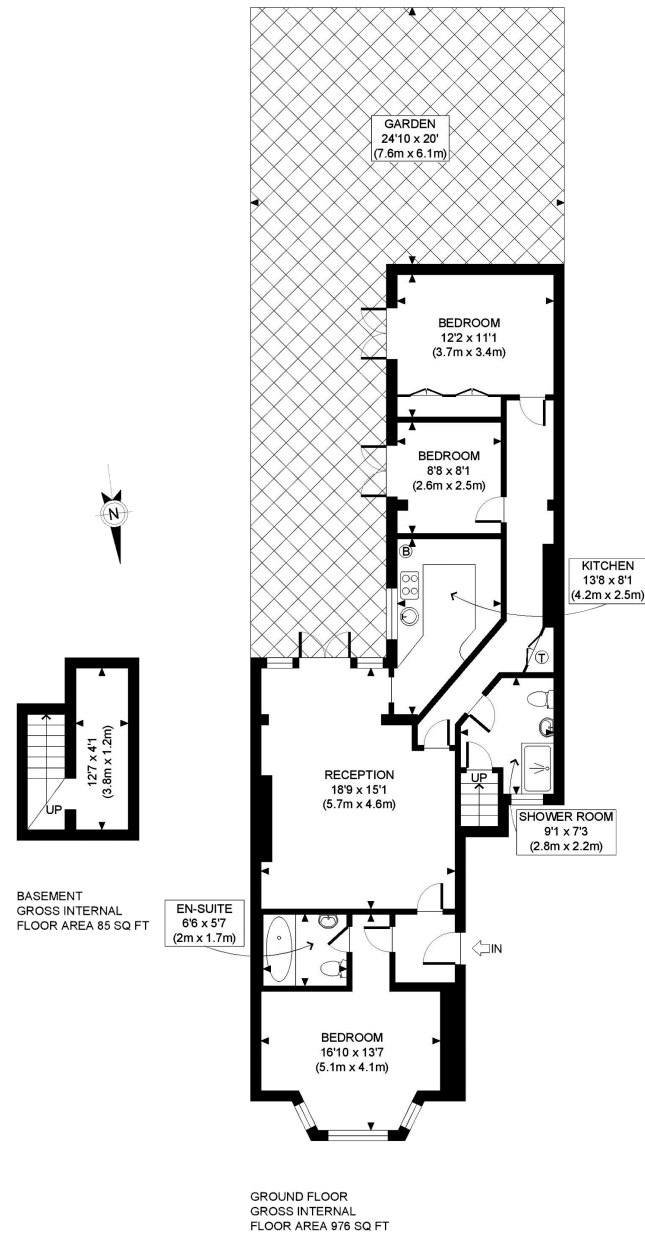 GARDEN
24'10 x 20'
(7.6m x 6.1m)
BEDROOM
12'2 x 11'1
(3.7m x 3.4m)
BEDROOM
8'8 x 8'1
(2.6m x 2.5m)
B
KITCHEN
13'8 x 8'1
(4.2m x 2.5m)
N
T
12'7 x 4'1
(3.8m x 1.2m)
UP
RECEPTION
18'9 x 15'1
(5.7m x 4.6m)
UP
SHOWER ROOM
9'1 x 7'3
(2.8m x 2.2m)
BASEMENT
GROSS INTERNAL
FLOOR AREA 85 SQ FT
EN-SUITE
6'6 x 5'7
(2m x 1.7m)
IN
BEDROOM
16'10 x 13'7
(5.1m x 4.1m)
GROUND FLOOR
GROSS INTERNAL
FLOOR AREA 976 SQ FT